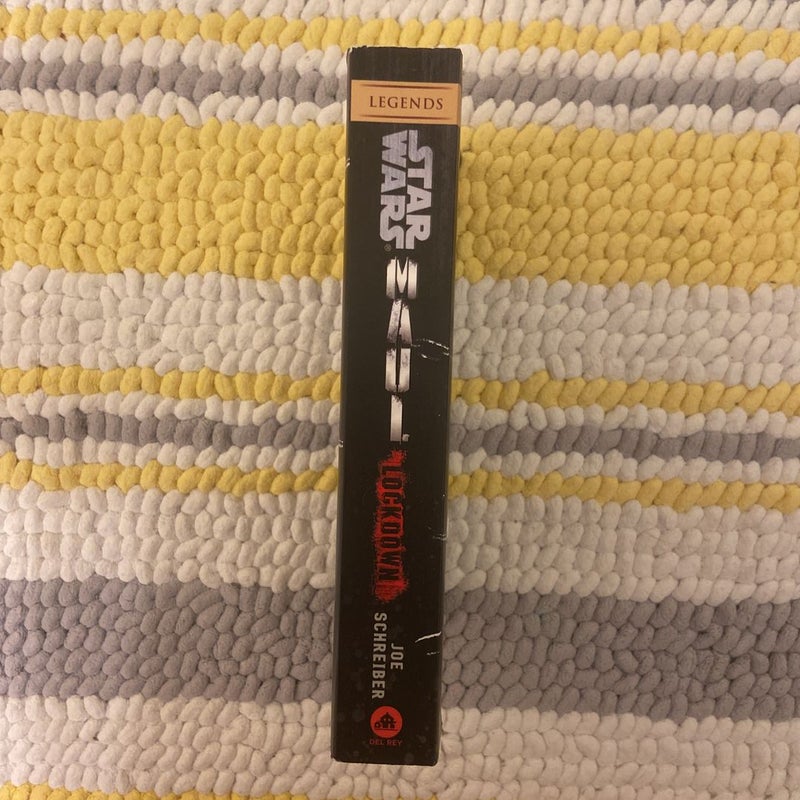 LEGENDS
STAR
WARS®
MAUL
LOCKDOWN
JOE
SCHREIBER
DEL REY